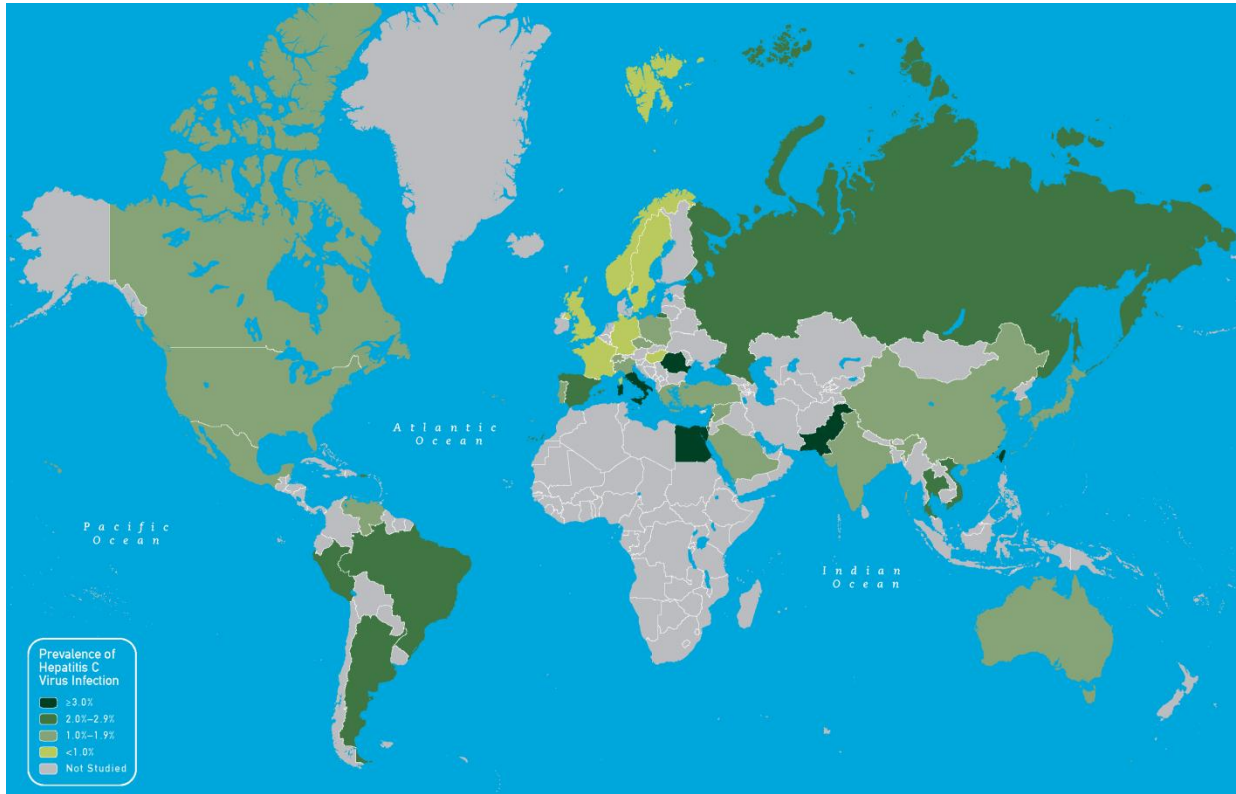 Atlantic
Ocean
Pacific
Ocean
Indian
Ocean
Prevalence of
Hepatitis C
Virus Infection
≥3.0%
2.0%–2.9%
1.0%–1.9%
<1.0%
Not Studied